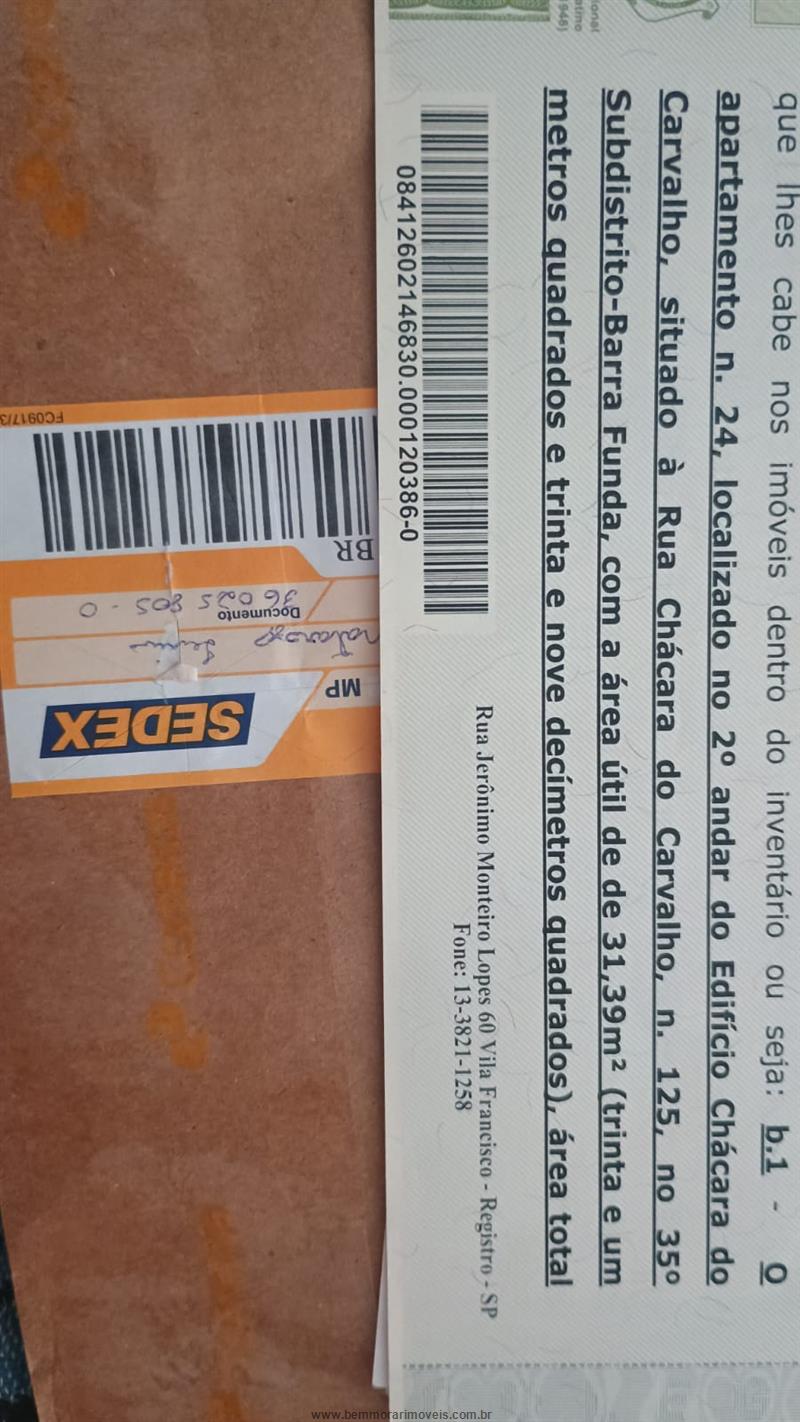 que lhes cabe nos imóveis dentro do inventário ou seja: b.1 - O
apartamento n. 24, localizado no 2º andar do Edifício Chácara do
Carvalho, situado à Rua Chácara do Carvalho, n. 125, no 35º
Subdistrito-Barra Funda, com a área útil de de 31,39m² (trinta e um
metros quadrados e trinta e nove decímetros quadrados), área total
08412602146830.000120386-0
Rua Jerônimo Monteiro Lopes 60 Vila Francisco - Registro - SP
Fone: 13-3821-1258
ional
1948)
SEDEX
MP
Documento
36 025 805 - 0
BR
FC0917/3
www.bemmorarimoveis.com.br